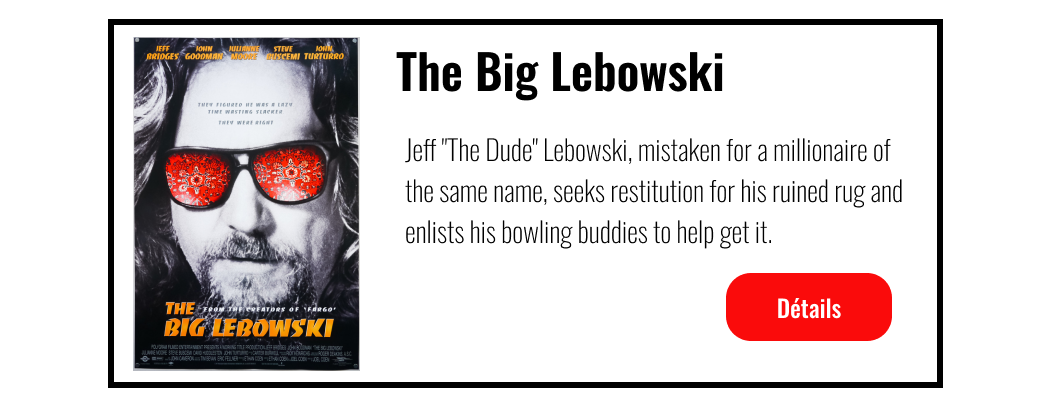 JEFF BRIDGES JOHN GOODMAN JULIANNE MOORE STEVE BUSCEMI JOHN TURTURRO
THEY FIGURED HE WAS A LAZY
TIME WASTING SLACKER
THEY WERE RIGHT
THE "FROM THE CREATORS OF 'FARGO'
BIG LEBOWSKI
The Big Lebowski
Jeff "The Dude" Lebowski, mistaken for a millionaire of
the same name, seeks restitution for his ruined rug and
enlists his bowling buddies to help get it.
Détails